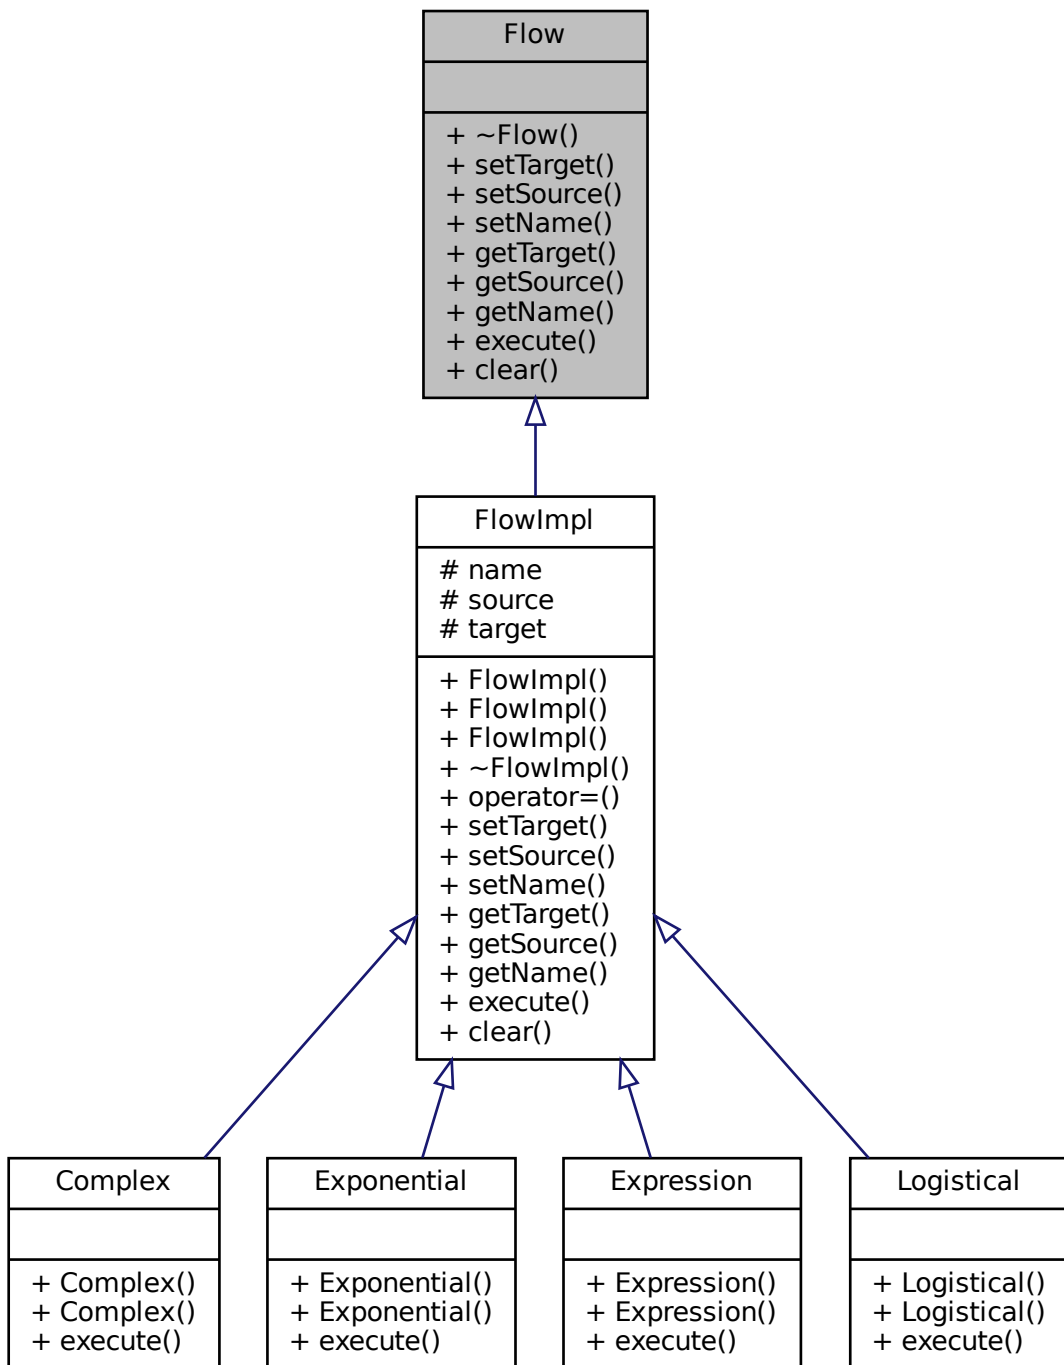 Flow
+ ~Flow()
+ setTarget()
+ setSource()
+ setName()
+ getTarget()
+ getSource()
+ getName()
+ execute()
+ clear()
FlowImpl
# name
# source
# target
+ FlowImpl()
+ FlowImpl()
+ FlowImpl()
+ ~FlowImpl()
+ operator=()
+ setTarget()
+ setSource()
+ setName()
+ getTarget()
+ getSource()
+ getName()
+ execute()
+ clear()
Complex
+ Complex()
+ Complex()
+ execute()
Exponential
+ Exponential()
+ Exponential()
+ execute()
Expression
+ Expression()
+ Expression()
+ execute()
Logistical
+ Logistical()
+ Logistical()
+ execute()